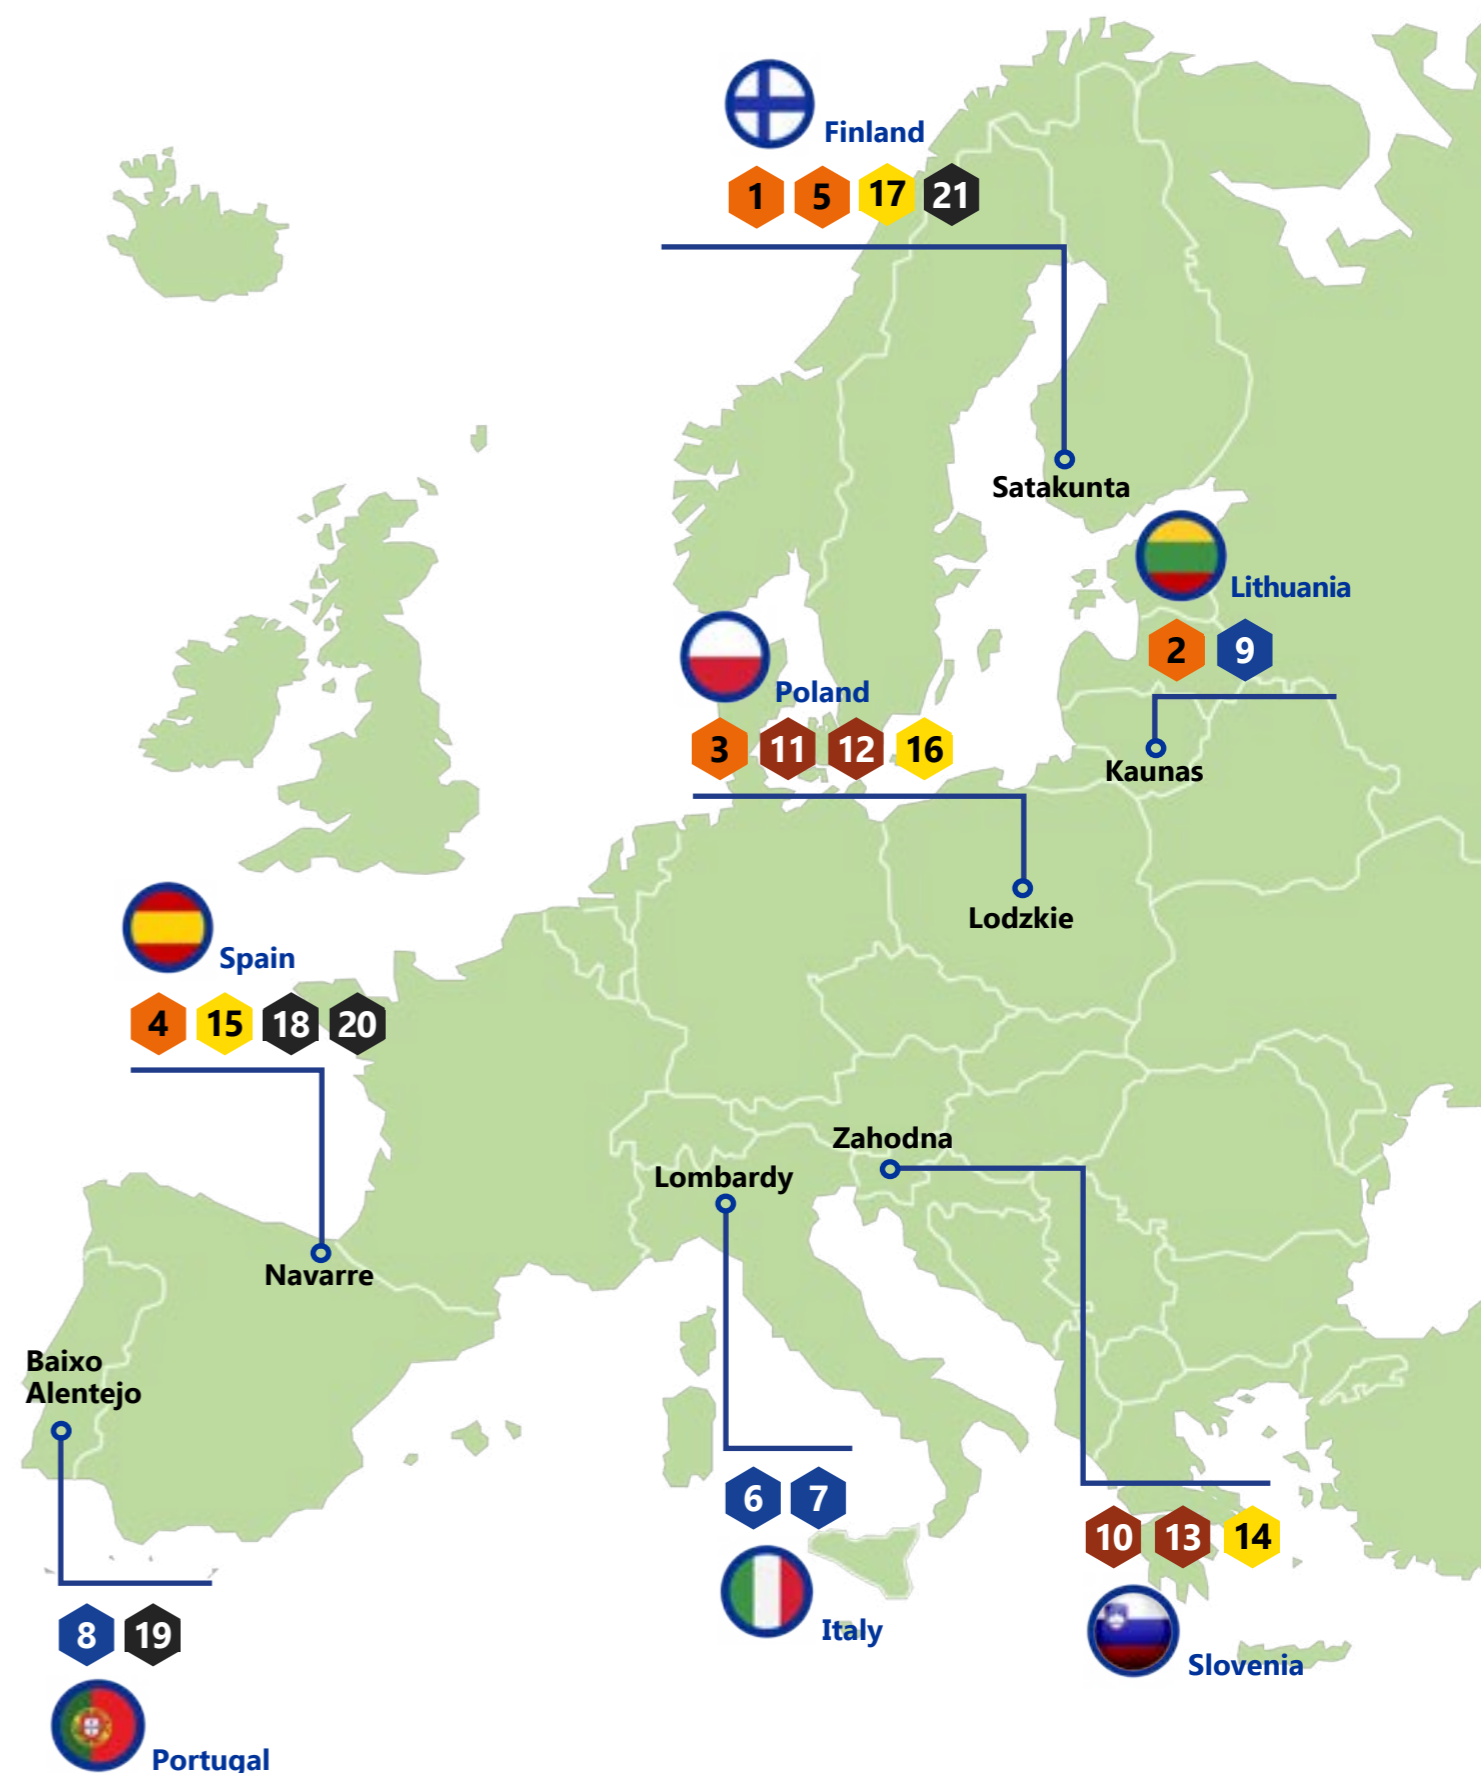 Finland
1 5 17 21
Satakunta
Lithuania
2 9
Kaunas
Poland
3 11 12 16
Lodzkie
Spain
4 15 18 20
Navarre
Zahodna
Lombardy
Baixo
Alentejo
6 7
Italy
10 13 14
Slovenia
8 19
Portugal